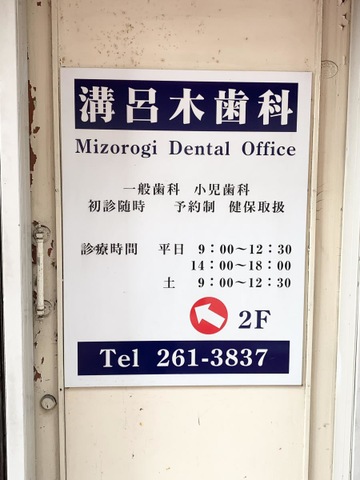 溝呂木歯科
Mizorogi Dental Office
一般歯科 小児歯科
初診随時 予約制 健保取扱
診療時間 平日 9：00〜12：30
14：00〜18：00
土 9：00〜12：30
2F
Tel 261-3837